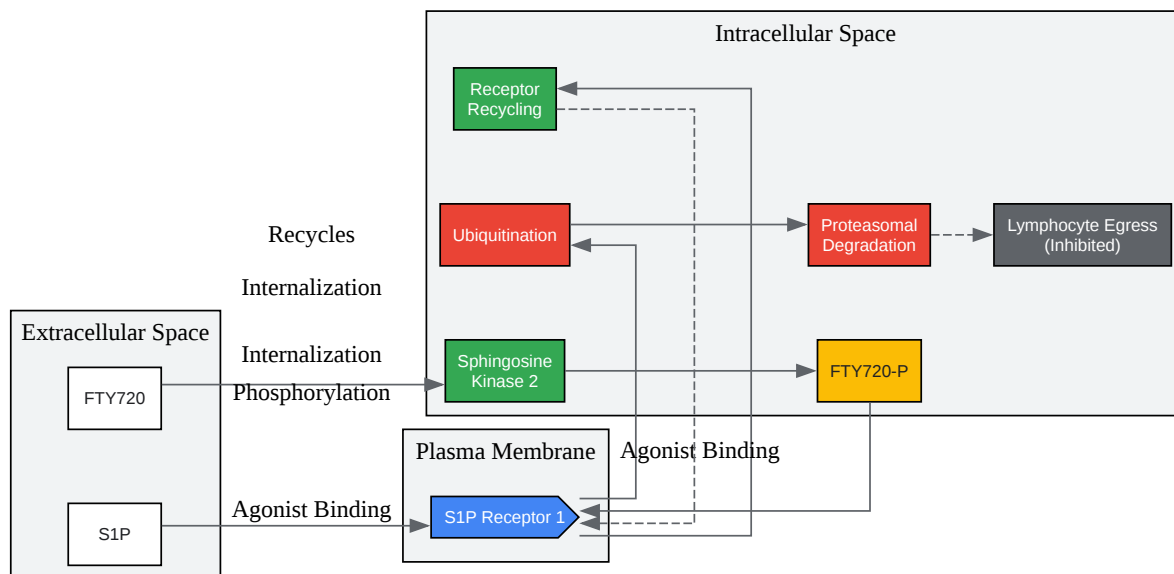 Intracellular Space
Receptor
Recycling
Ubiquitination
Proteasomal
Degradation
Lymphocyte Egress
(Inhibited)
Recycles
Internalization
Extracellular Space
Internalization
Phosphorylation
FTY720
Sphingosine
Kinase 2
FTY720-P
Plasma Membrane
Agonist Binding
S1P
Agonist Binding
S1P Receptor 1